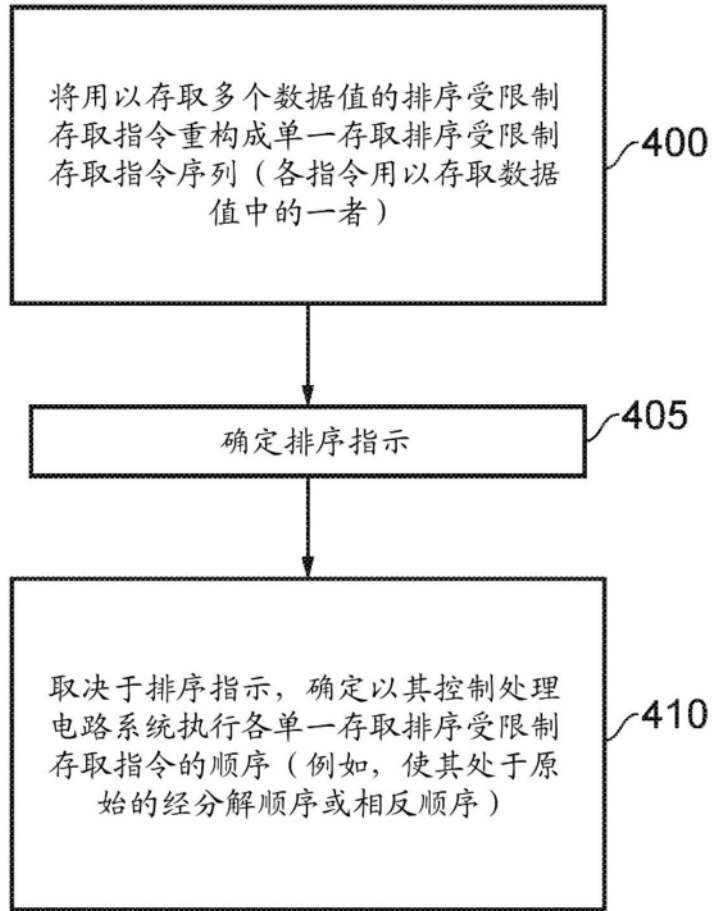 将用以存取多个数据值的排序受限制
存取指令重构成单一存取排序受限制
存取指令序列（各指令用以存取数据
值中的一者）
400
确定排序指示
405
取决于排序指示，确定以其控制处理
电路系统执行各单一存取排序受限制
存取指令的顺序（例如，使其处于原
始的经分解顺序或相反顺序）
410